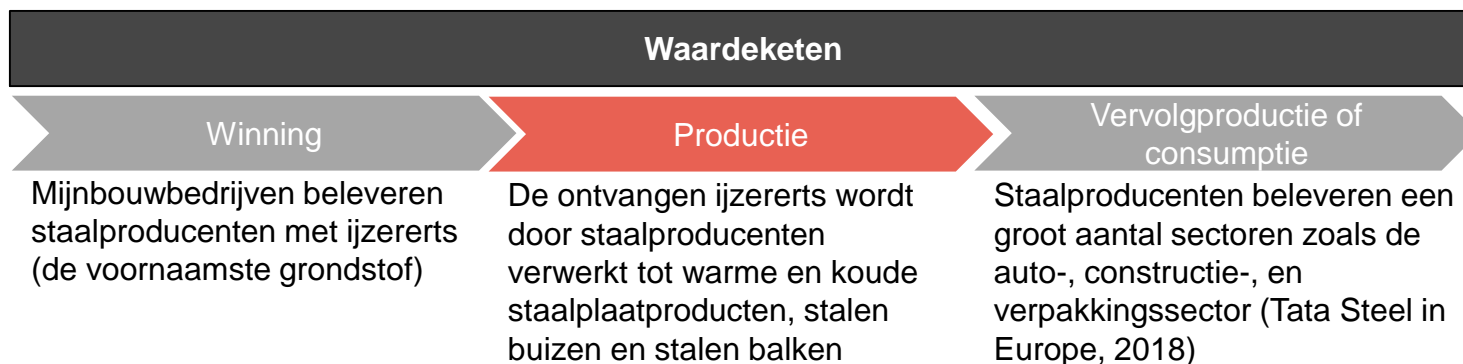 Waardeketen
Winning
Productie
Vervolgproductie of
consumptie
Mijnbouwbedrijven beleveren
staalproducenten met ijzererts
(de voornaamste grondstof)
De ontvangen ijzererts wordt
door staalproducenten
verwerkt tot warme en koude
staalplaatproducten, stalen
buizen en stalen balken
Staalproducenten beleveren een
groot aantal sectoren zoals de
auto-, constructie-, en
verpakkingssector (Tata Steel in
Europe, 2018)